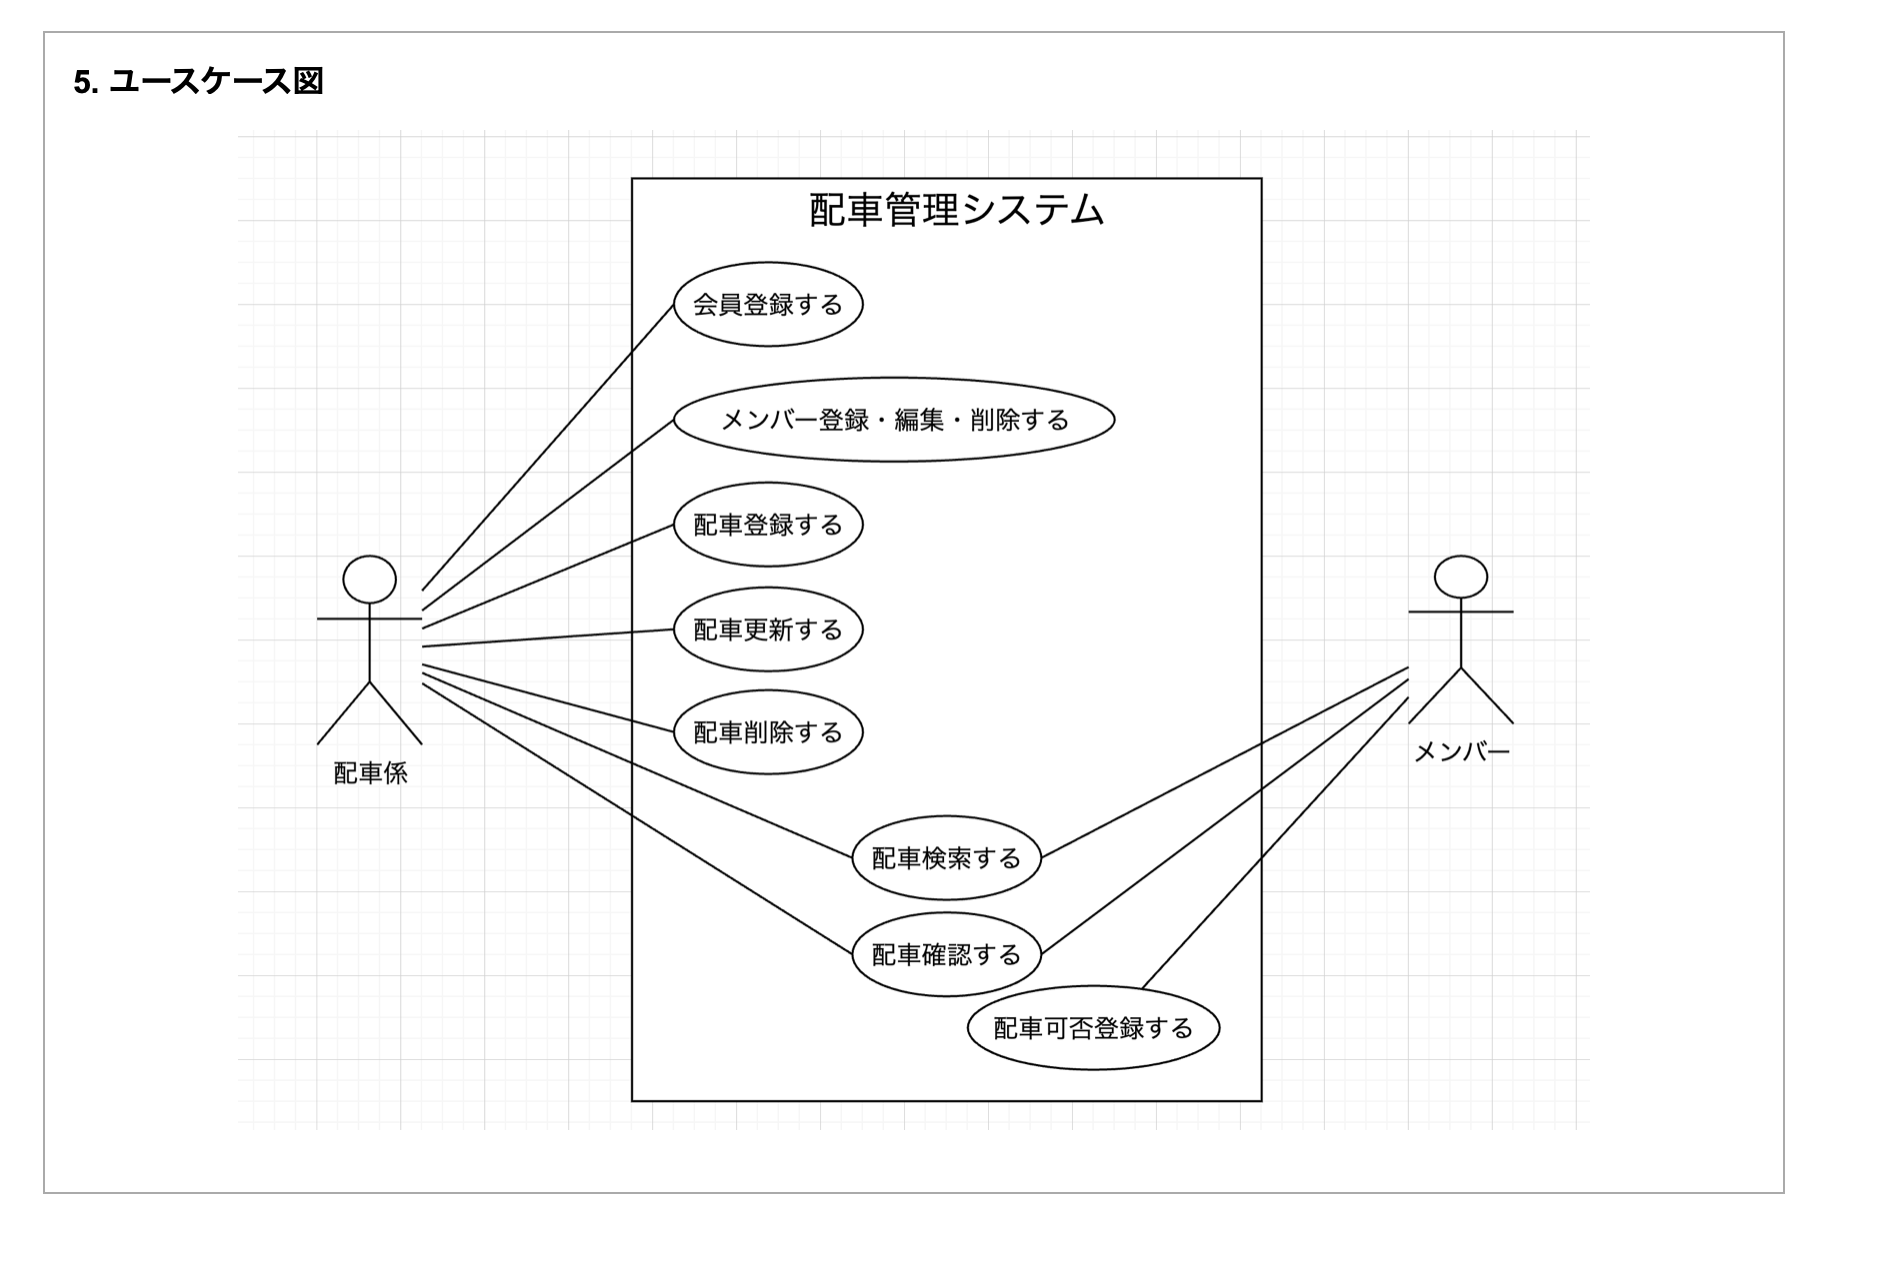 5. ユースケース図
配車管理システム
会員登録する
メンバー登録・編集・削除する
配車登録する
配車更新する
配車削除する
配車係
メンバー
配車検索する
配車確認する
配車可否登録する